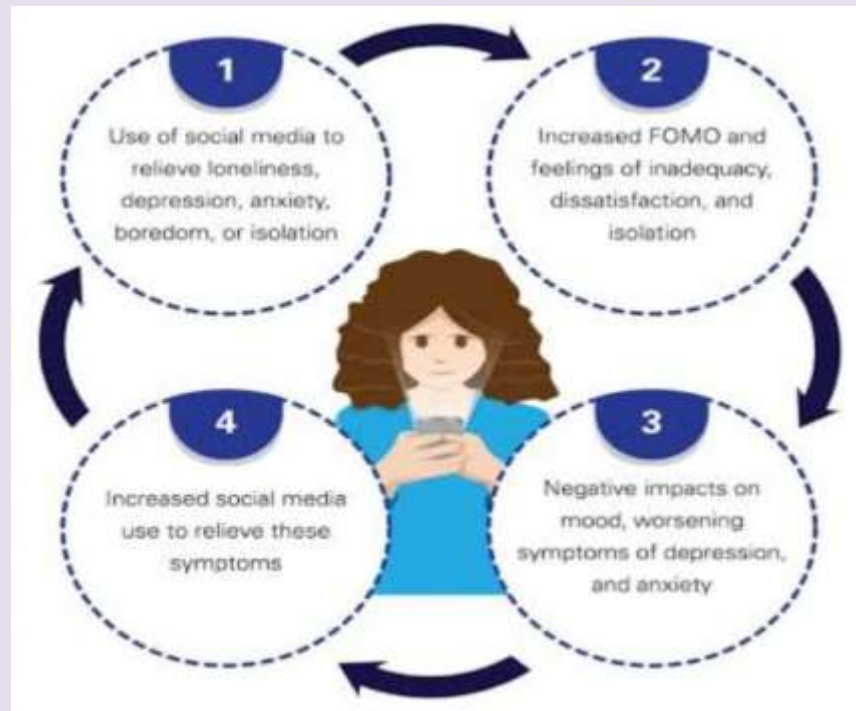 1
Use of social media to
relieve loneliness,
depression, anxiety,
boredom, or isolation
2
Increased FOMO and
feelings of inadequacy,
dissatisfaction, and
isolation
3
Negative impacts on
mood, worsening
symptoms of depression,
and anxiety
4
Increased social media
use to relieve these
symptoms